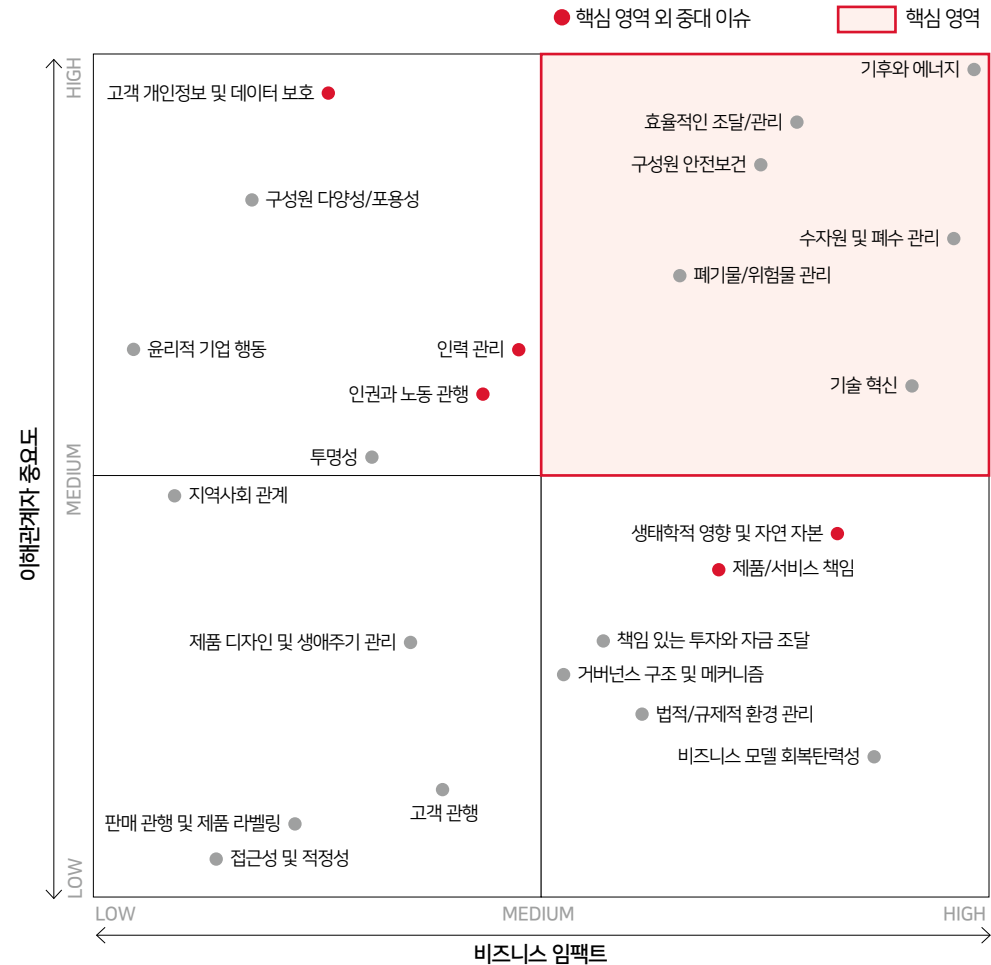 핵심 영역 외 중대 이슈
핵심 영역
HIGH
기후와 에너지
고객 개인정보 및 데이터 보호
효율적인 조달/관리
구성원 안전보건
구성원 다양성/포용성
수자원 및 폐수 관리
폐기물/위험물 관리
윤리적 기업 행동
인력 관리
기술 혁신
인권과 노동 관행
투명성
이해관계자 중요도
MEDIUM
지역사회 관계
생태학적 영향 및 자연 자본
제품/서비스 책임
제품 디자인 및 생애주기 관리
책임 있는 투자와 자금 조달
거버넌스 구조 및 메커니즘
법적/규제적 환경 관리
비즈니스 모델 회복탄력성
고객 관행
판매 관행 및 제품 라벨링
접근성 및 적정성
LOW
LOW
MEDIUM
HIGH
비즈니스 임팩트